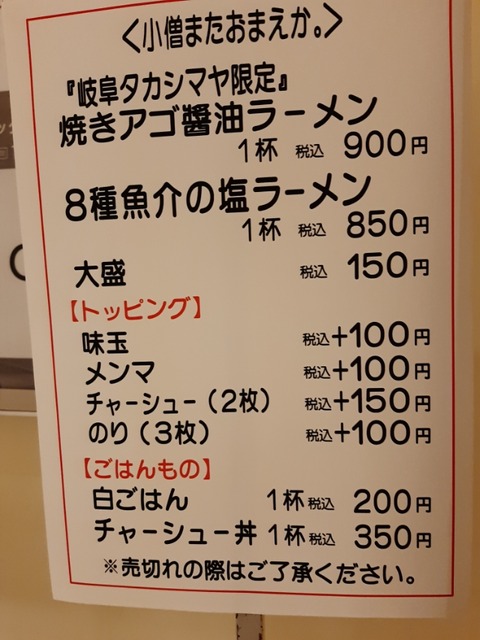 ＜小僧またおまえか。＞
『岐阜タカシマヤ限定』
焼きアゴ醤油ラーメン
1杯 税込 900円
8種魚介の塩ラーメン
1杯 税込 850円
大盛 税込 150円
【トッピング】
味玉 税込+100円
メンマ 税込+100円
チャーシュー（2枚） 税込+150円
のり（3枚） 税込+100円
【ごはんもの】
白ごはん 1杯 税込 200円
チャーシュー丼 1杯 税込 350円
※売切れの際はご了承ください。